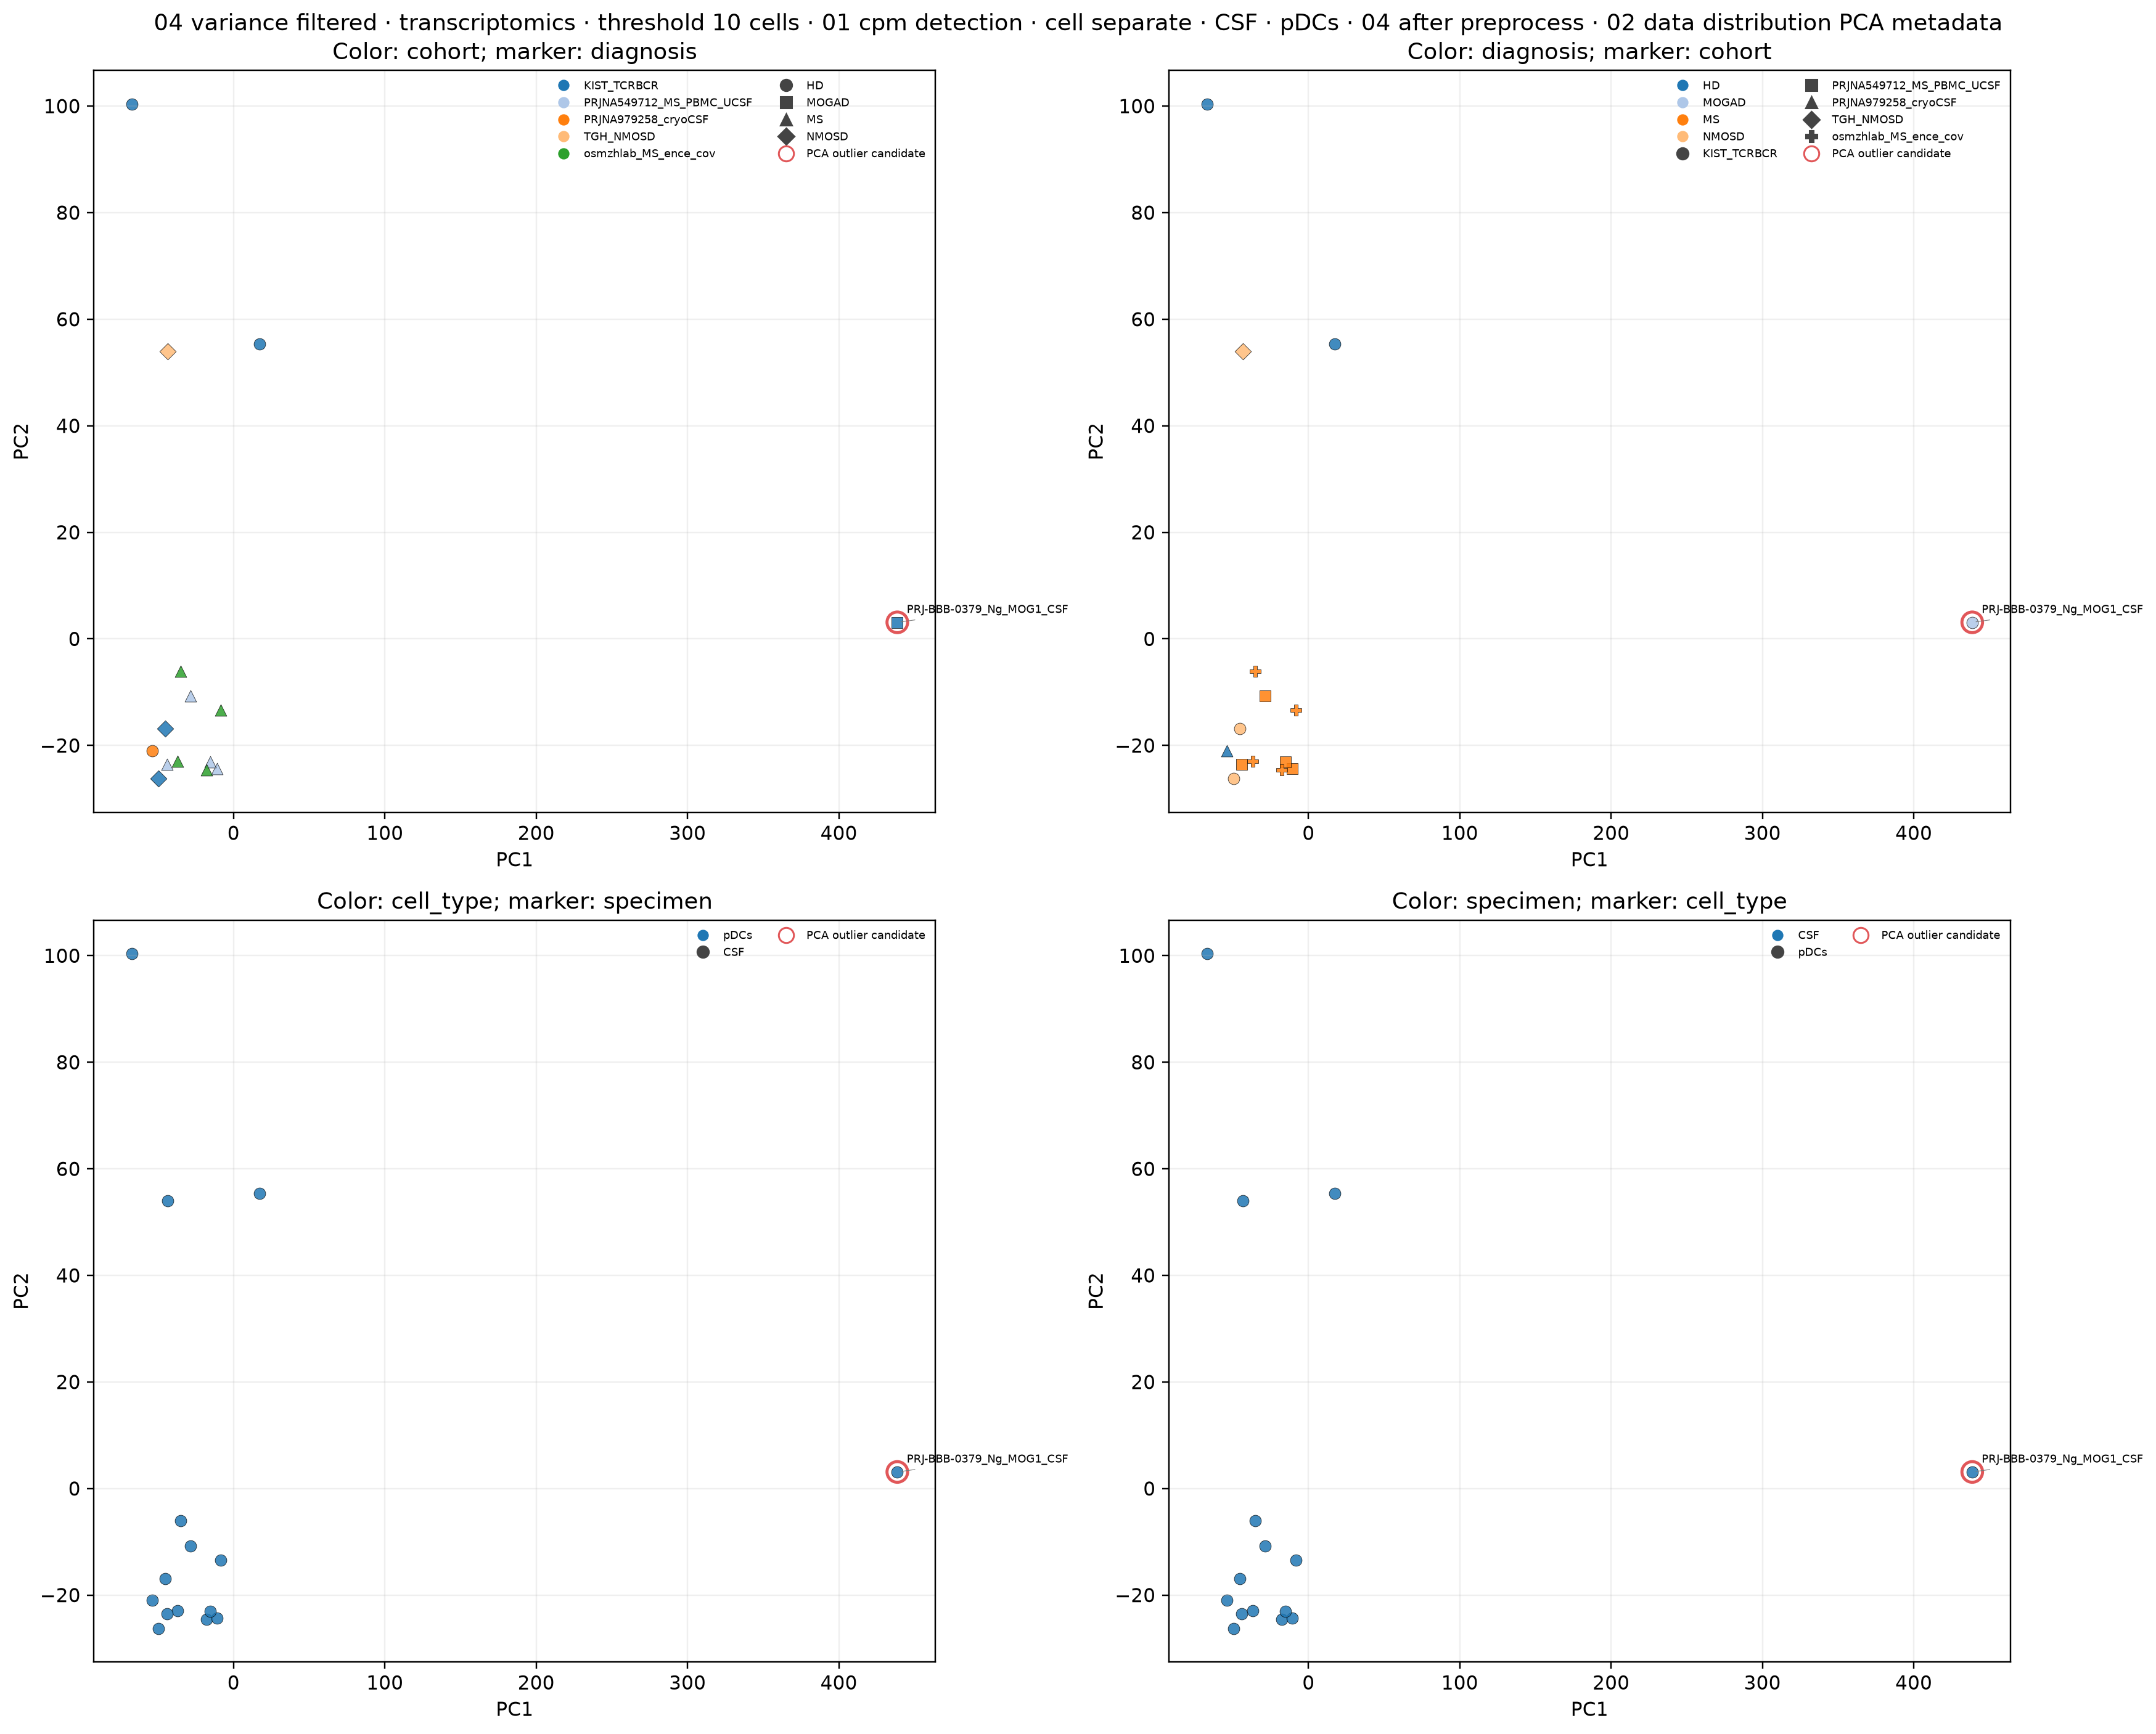 04 variance filtered · transcriptomics · threshold 10 cells · 01 cpm detection · cell separate · CSF · pDCs · 04 after preprocess · 02 data distribution PCA metadata
Color: cohort; marker: diagnosis
KIST_TCRBCR
PRJNA549712_MS_PBMC_UCSF
PRJNA979258_cryoCSF
TGH_NMOSD
osmzhlab_MS_ence_cov
HD
MOGAD
MS
NMOSD
PCA outlier candidate
PRJ-BBB-0379_Ng_MOG1_CSF
100
80
60
40
20
0
−20
PC2
0 100 200 300 400
PC1
Color: diagnosis; marker: cohort
HD
MOGAD
MS
NMOSD
KIST_TCRBCR
PRJNA549712_MS_PBMC_UCSF
PRJNA979258_cryoCSF
TGH_NMOSD
osmzhlab_MS_ence_cov
PCA outlier candidate
PRJ-BBB-0379_Ng_MOG1_CSF
100
80
60
40
20
0
−20
PC2
0 100 200 300 400
PC1
Color: cell_type; marker: specimen
pDCs
CSF
PCA outlier candidate
PRJ-BBB-0379_Ng_MOG1_CSF
100
80
60
40
20
0
−20
PC2
0 100 200 300 400
PC1
Color: specimen; marker: cell_type
CSF
pDCs
PCA outlier candidate
PRJ-BBB-0379_Ng_MOG1_CSF
100
80
60
40
20
0
−20
PC2
0 100 200 300 400
PC1